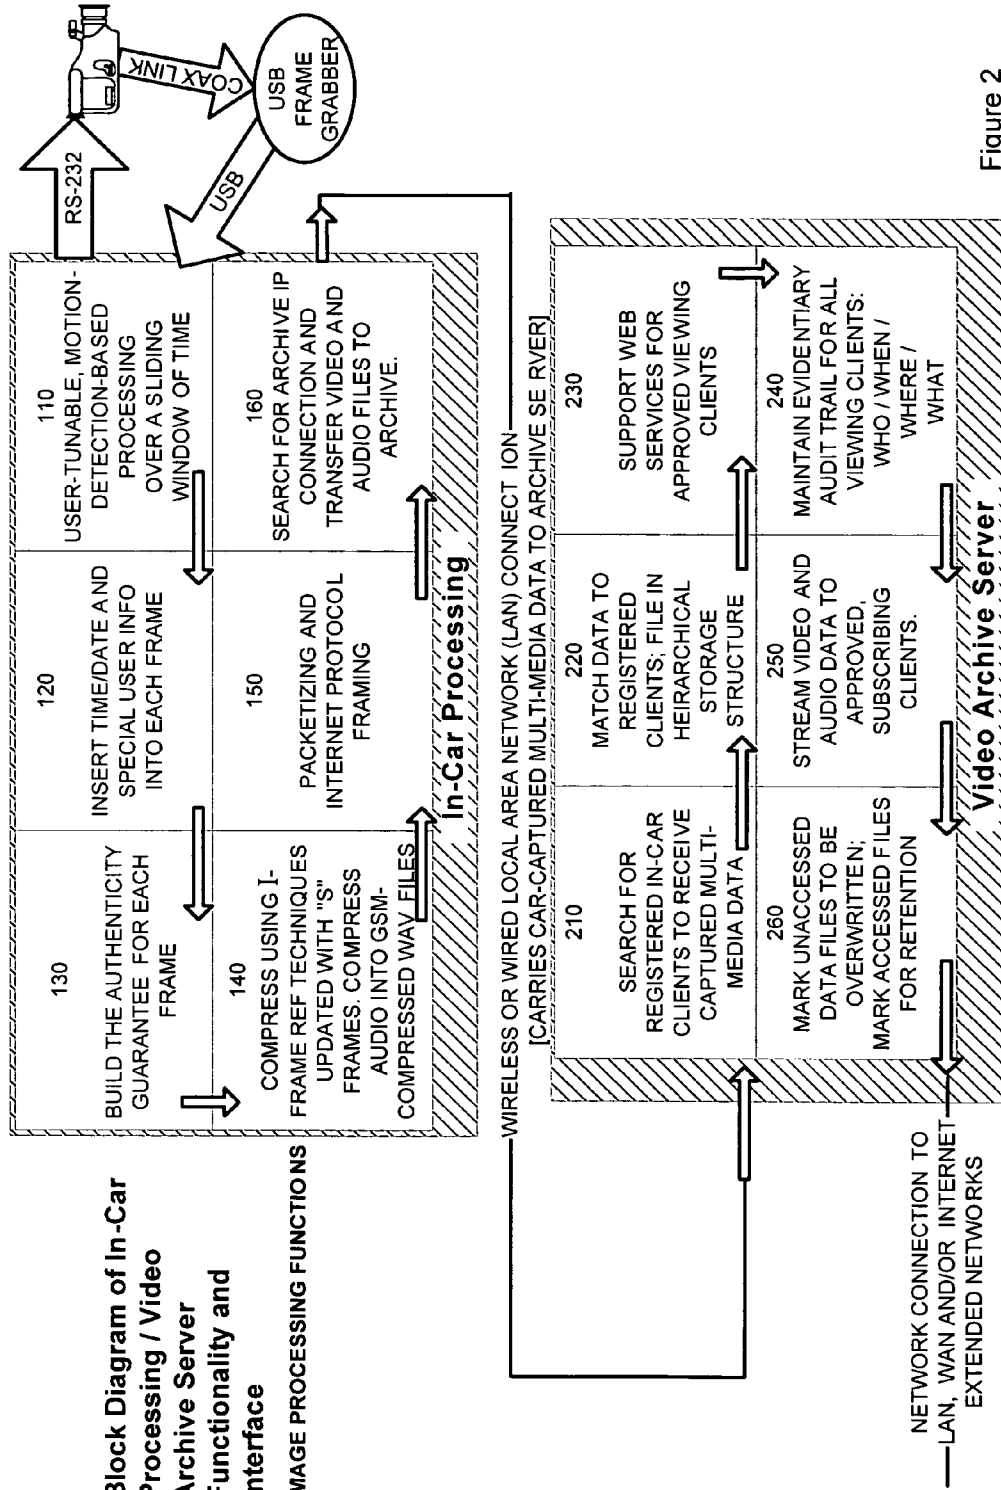 Block Diagram of In-Car
Processing / Video
Archive Server
Functionality and
Interface
IMAGE PROCESSING FUNCTIONS
130
BUILD THE AUTHENTICITY
GUARANTEE FOR EACH
FRAME
120
INSERT TIME/DATE AND
SPECIAL USER INFO
INTO EACH FRAME
110
USER-TUNABLE, MOTION-
DETECTION-BASED
PROCESSING
OVER A SLIDING
WINDOW OF TIME
RS-232
COAX LINK
USB
USB
FRAME
GRABBER
140
COMPRESS USING I-
FRAME REF TECHNIQUES
UPDATED WITH "S"
FRAMES. COMPRESS
AUDIO INTO GSM-
COMPRESSED WAV FILES
150
PACKETIZING AND
INTERNET PROTOCOL
FRAMING
160
SEARCH FOR ARCHIVE IP
CONNECTION AND
TRANSFER VIDEO AND
AUDIO FILES TO
ARCHIVE.
In-Car Processing
WIRELESS OR WIRED LOCAL AREA NETWORK (LAN) CONNECT ION
[CARRIES CAR-CAPTURED MULTI-MEDIA DATA TO ARCHIVE SE RVER]
210
SEARCH FOR
REGISTERED IN-CAR
CLIENTS TO RECEIVE
CAPTURED MULTI-
MEDIA DATA
220
MATCH DATA TO
REGISTERED
CLIENTS; FILE IN
HEIRARCHICAL
STORAGE
STRUCTURE
230
SUPPORT WEB
SERVICES FOR
APPROVED VIEWING
CLIENTS
260
MARK UNACCESSED
DATA FILES TO BE
OVERWRITTEN;
MARK ACCESSED FILES
FOR RETENTION
250
STREAM VIDEO AND
AUDIO DATA TO
APPROVED,
SUBSCRIBING
CLIENTS.
240
MAINTAIN EVIDENTIARY
AUDIT TRAIL FOR ALL
VIEWING CLIENTS:
WHO / WHEN /
WHERE /
WHAT
Video Archive Server
NETWORK CONNECTION TO
LAN, WAN AND/OR INTERNET
EXTENDED NETWORKS
Figure 2